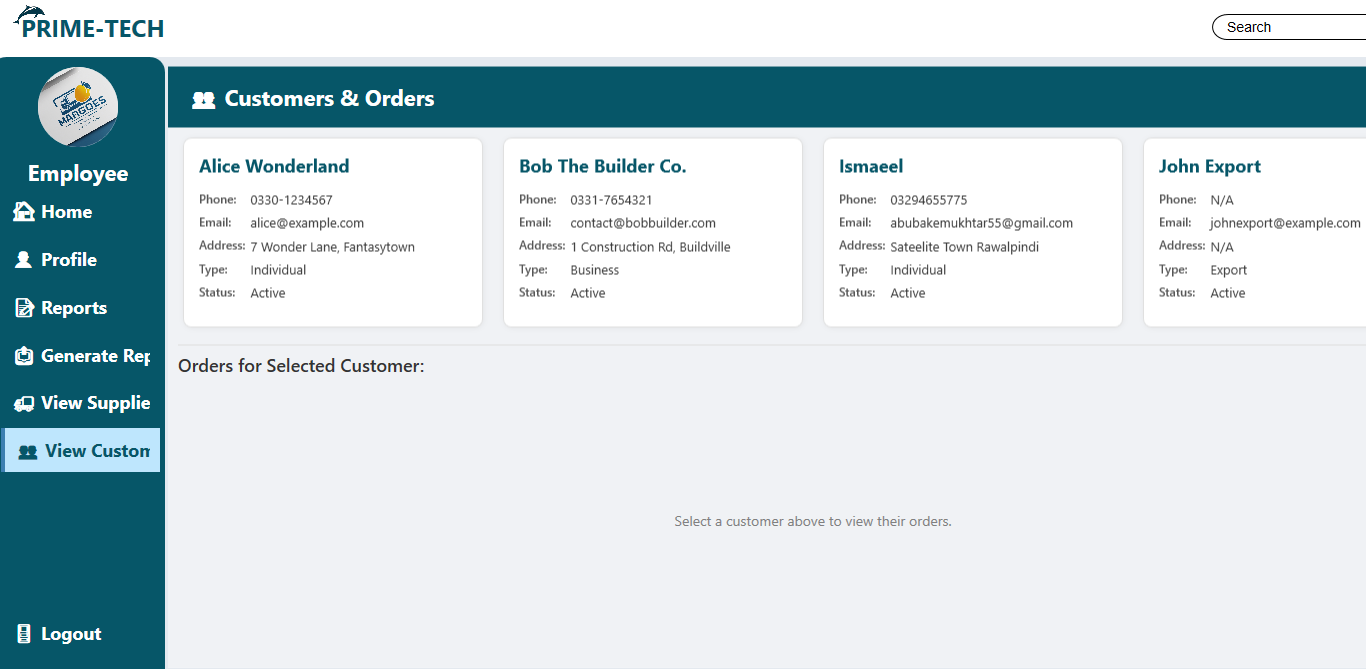 PRIME-TECH
Search
MANGOES
Employee
Home
Profile
Reports
Generate Rep
View Supplie
View Custom
Logout
Customers & Orders
Alice Wonderland
Phone: 0330-1234567
Email: alice@example.com
Address: 7 Wonder Lane, Fantasytown
Type: Individual
Status: Active
Bob The Builder Co.
Phone: 0331-7654321
Email: contact@bobbuilder.com
Address: 1 Construction Rd, Buildville
Type: Business
Status: Active
Ismaeel
Phone: 03294655775
Email: abubakemukhtar55@gmail.com
Address: Sateelite Town Rawalpindi
Type: Individual
Status: Active
John Export
Phone: N/A
Email: johnexport@example.com
Address: N/A
Type: Export
Status: Active
Orders for Selected Customer:
Select a customer above to view their orders.